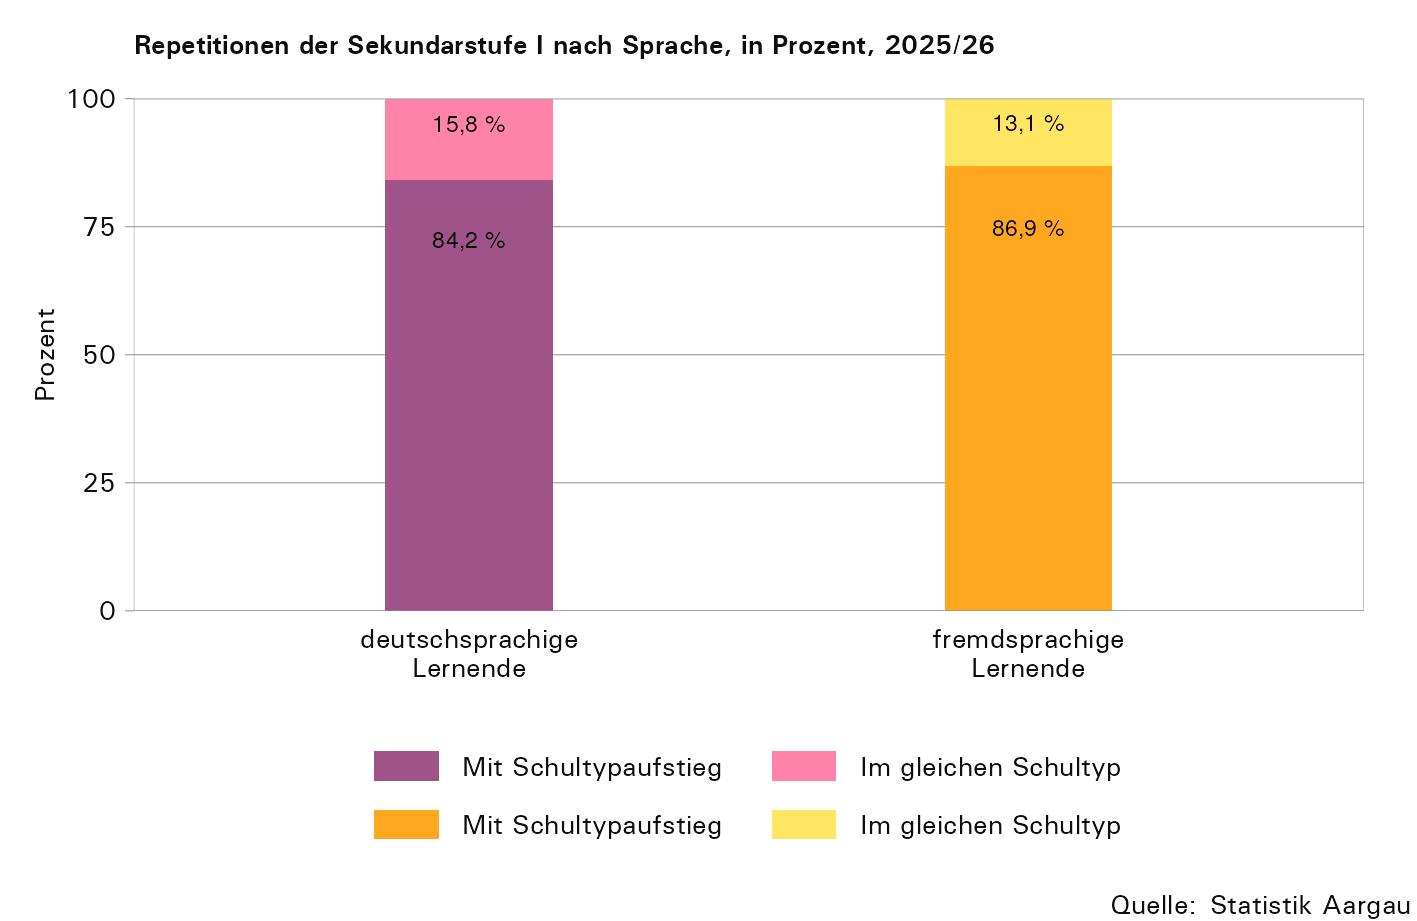 Repetitionen der Sekundarstufe I nach Sprache, in Prozent, 2025/26
100
75
50
25
0
Prozent
15,8 %
84,2 %
13,1 %
86,9 %
deutschsprachige
Lernende
fremdsprachige
Lernende
Mit Schultypaufstieg
Im gleichen Schultyp
Mit Schultypaufstieg
Im gleichen Schultyp
Quelle: Statistik Aargau